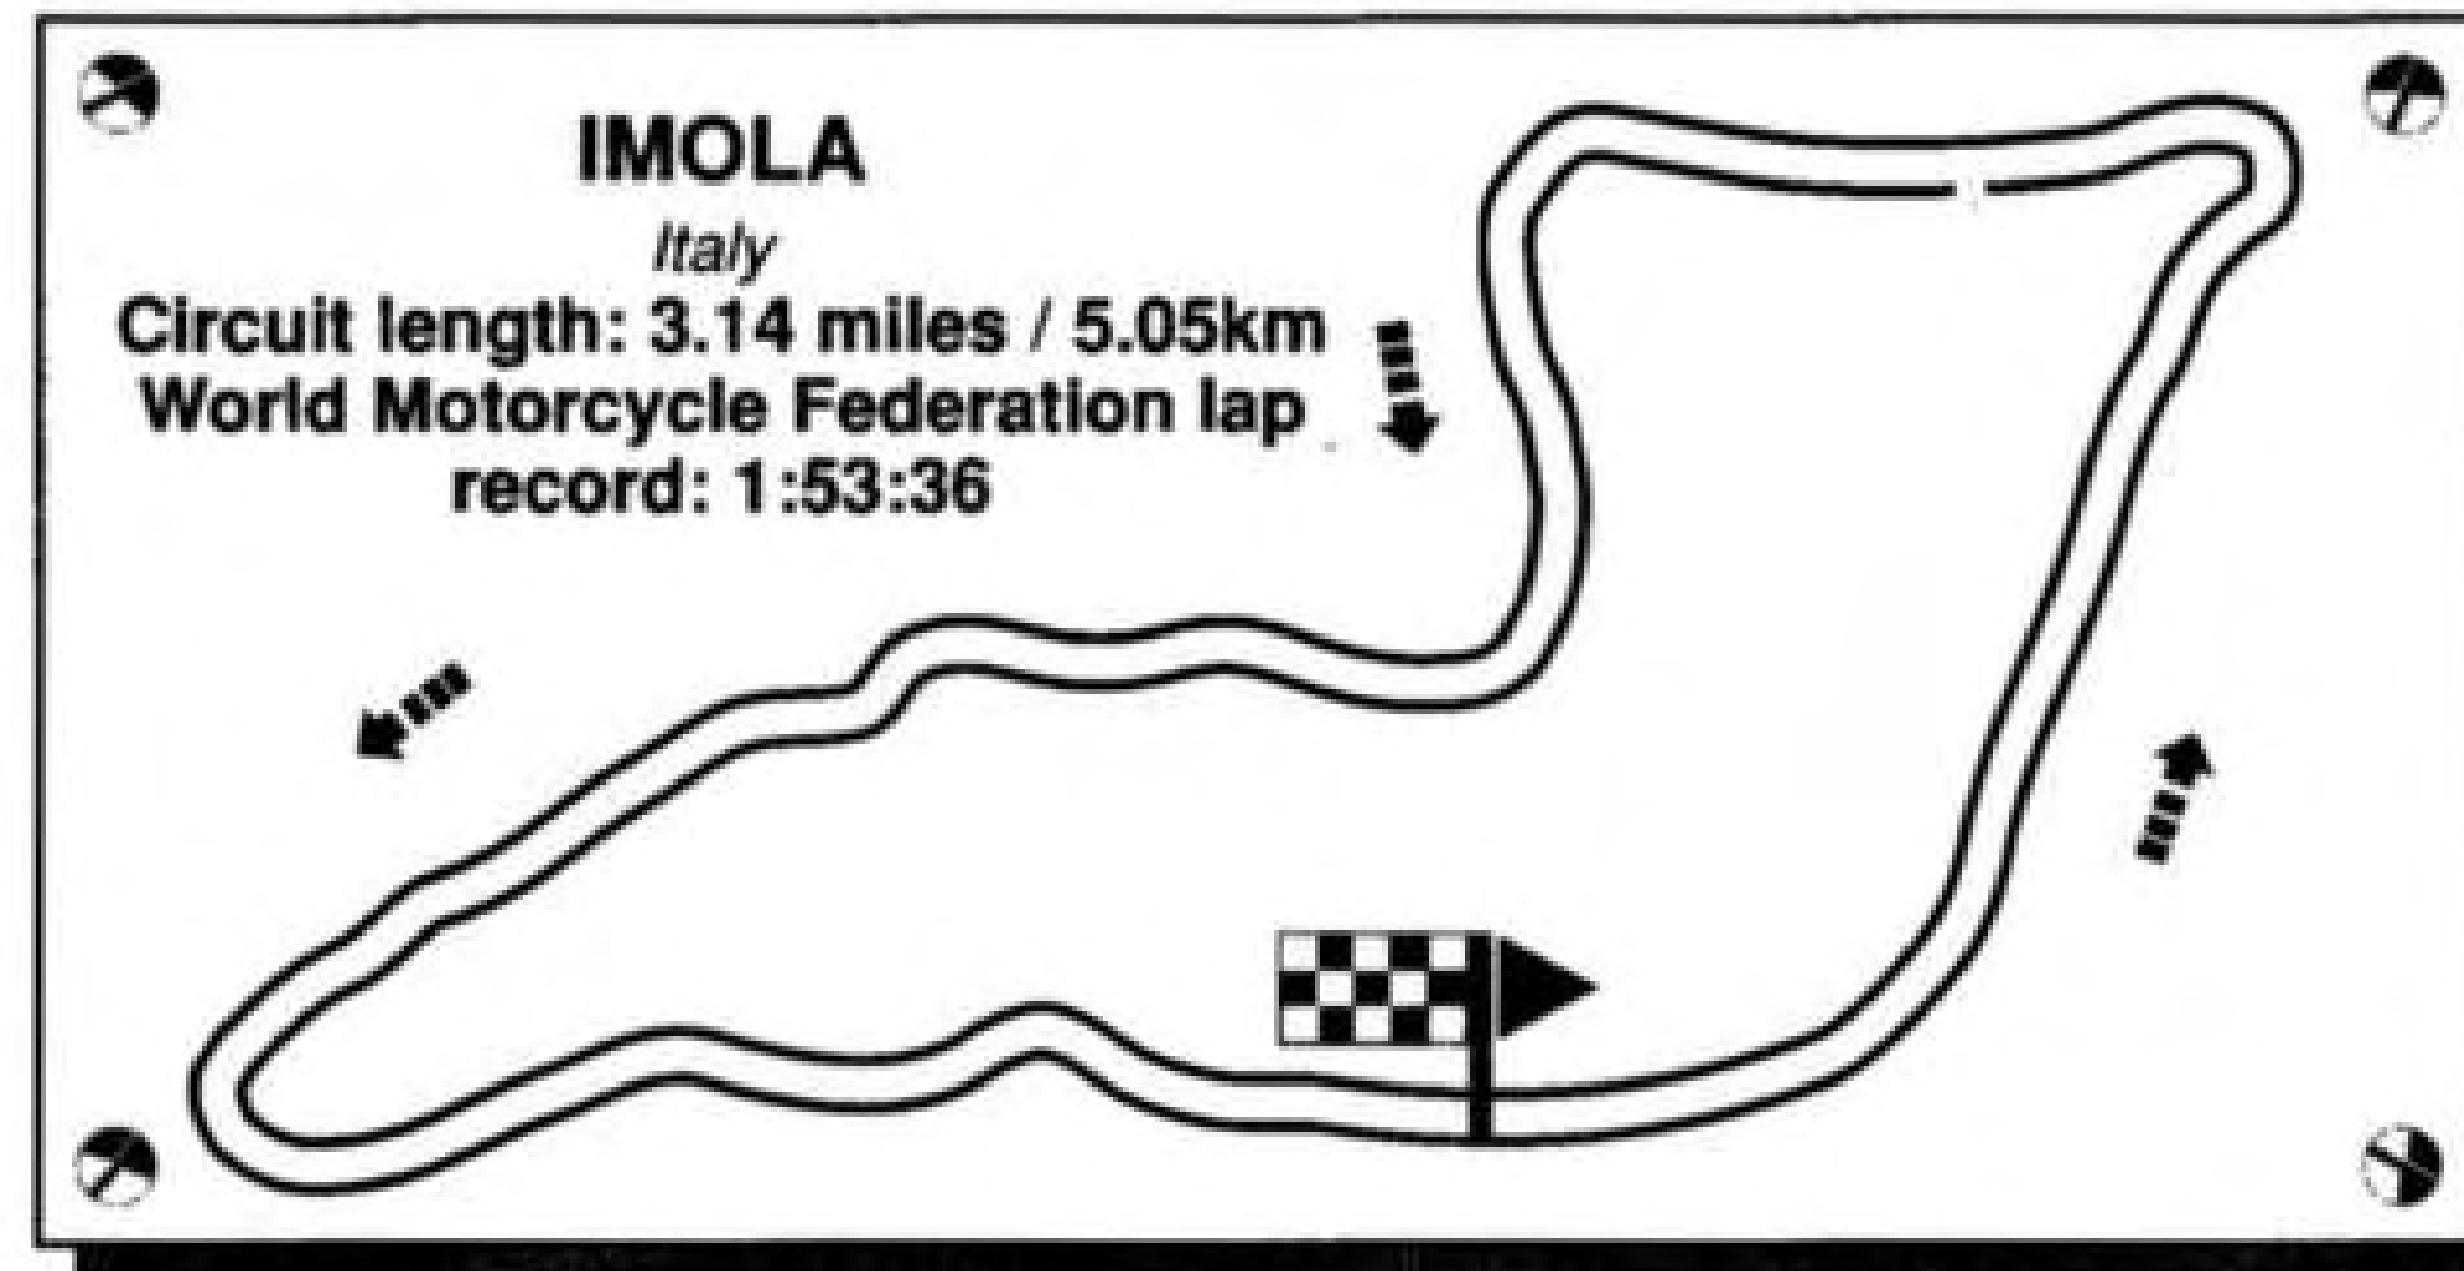 IMOLA
Italy
Circuit length: 3.14 miles / 5.05km
World Motorcycle Federation lap
record: 1:53:36